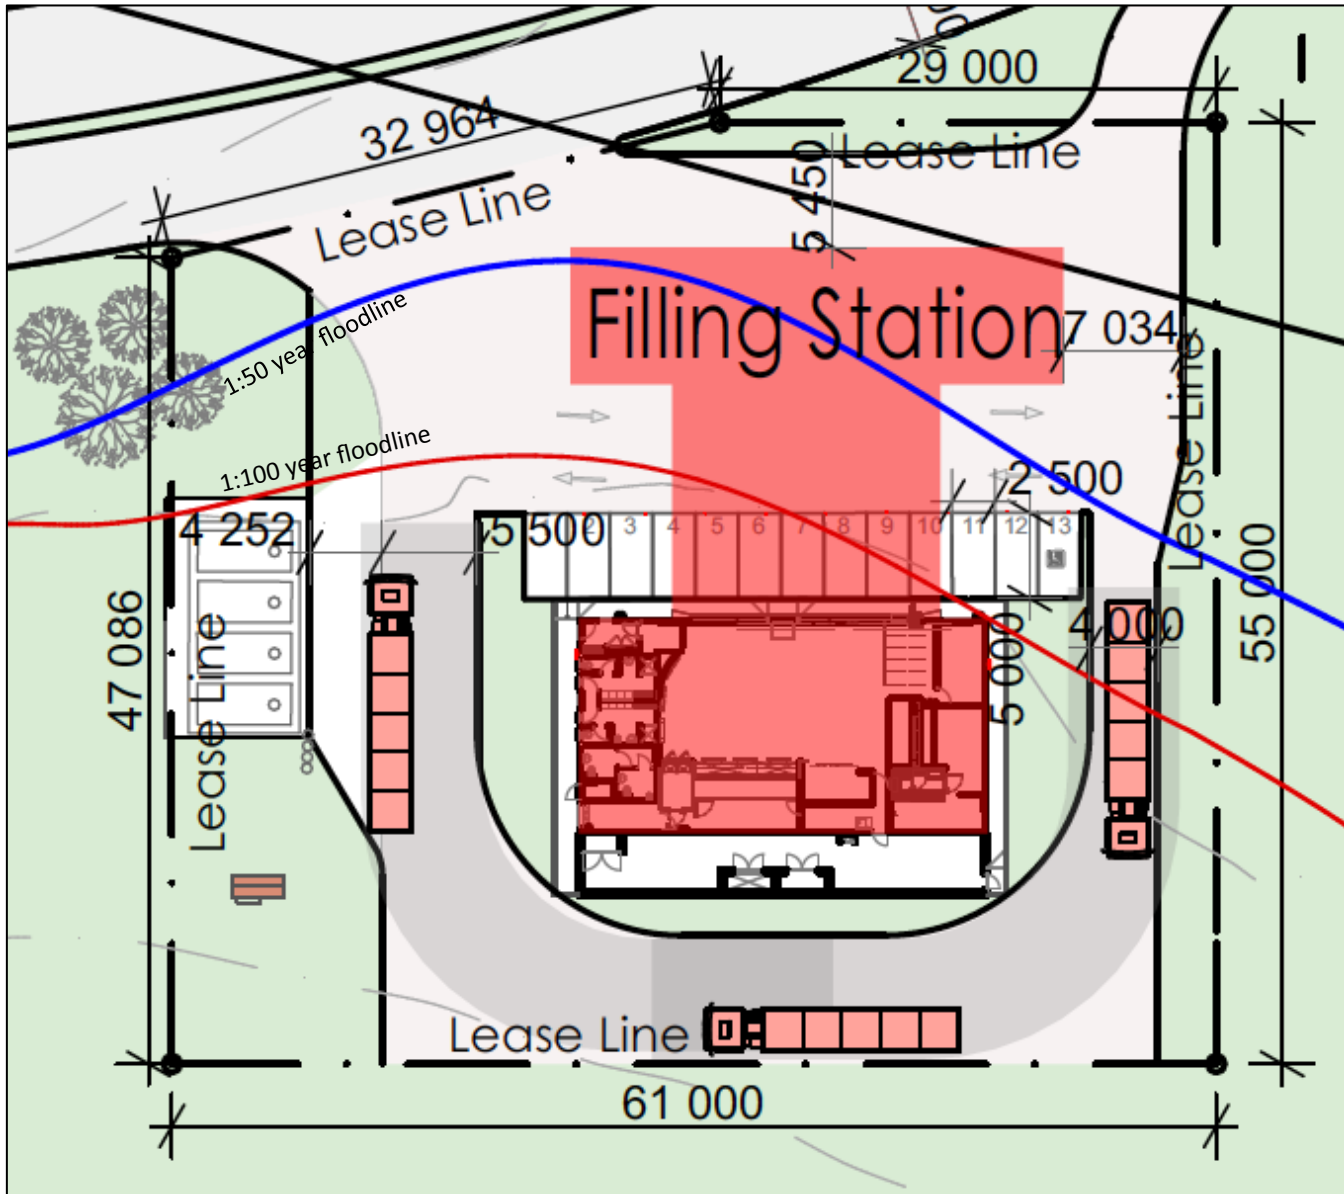 29 000
32 964
Lease Line
Lease Line
5 450
Filling Station
7 034
1:50 year floodline
Lease Line
1:100 year floodline
2 500
4 252
5 500
2 3 4 5 6 7 8 9 10 11 12 13
47 086
Lease Line
5 000
4 000
55 000
Lease Line
61 000